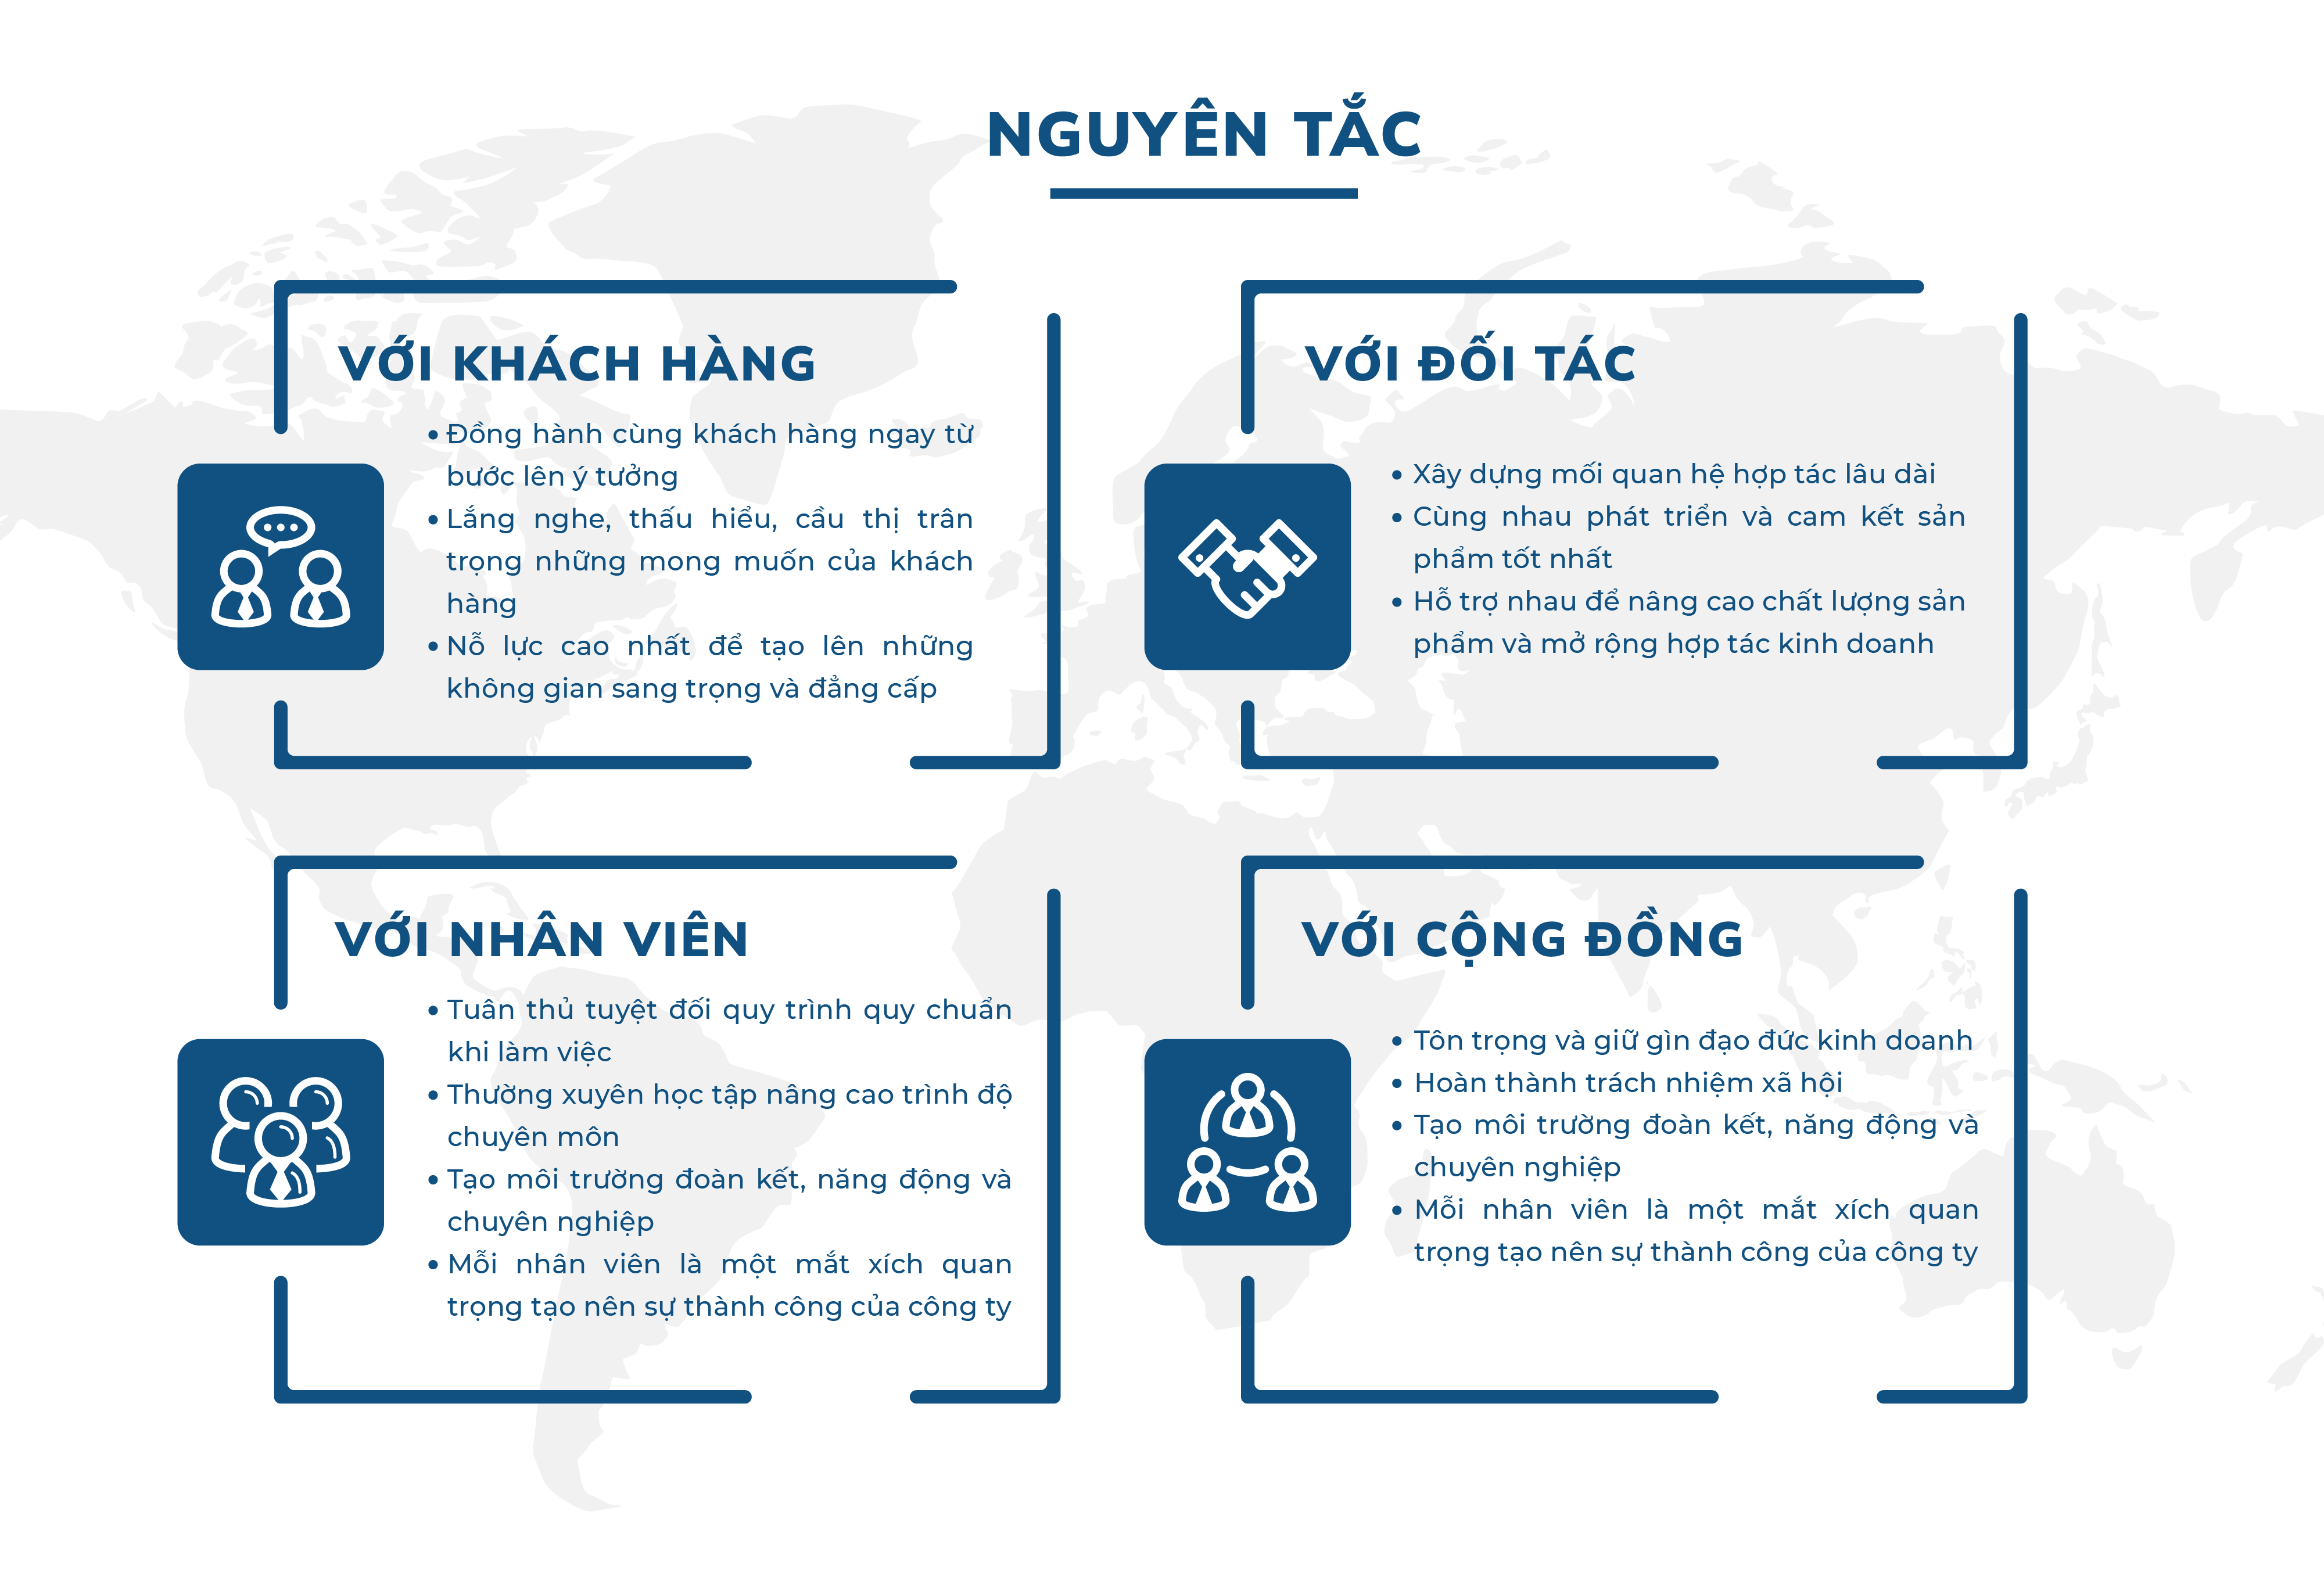 NGUYÊN TẮC
VỚI KHÁCH HÀNG
• Đồng hành cùng khách hàng ngay từ
bước lên ý tưởng
• Lắng nghe, thấu hiểu, cầu thị trân
trọng những mong muốn của khách
hàng
• Nỗ lực cao nhất để tạo lên những
không gian sang trọng và đẳng cấp
VỚI ĐỐI TÁC
• Xây dựng mối quan hệ hợp tác lâu dài
• Cùng nhau phát triển và cam kết sản
phẩm tốt nhất
• Hỗ trợ nhau để nâng cao chất lượng sản
phẩm và mở rộng hợp tác kinh doanh
VỚI NHÂN VIÊN
• Tuân thủ tuyệt đối quy trình quy chuẩn
khi làm việc
• Thường xuyên học tập nâng cao trình độ
chuyên môn
• Tạo môi trường đoàn kết, năng động và
chuyên nghiệp
• Mỗi nhân viên là một mắt xích quan
trọng tạo nên sự thành công của công ty
VỚI CỘNG ĐỒNG
• Tôn trọng và giữ gìn đạo đức kinh doanh
• Hoàn thành trách nhiệm xã hội
• Tạo môi trường đoàn kết, năng động và
chuyên nghiệp
• Mỗi nhân viên là một mắt xích quan
trọng tạo nên sự thành công của công ty